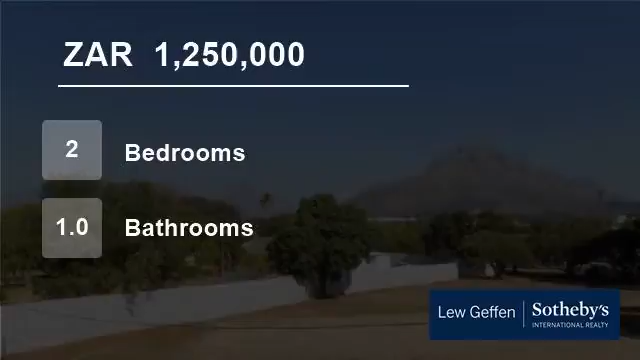 ZAR 1,250,000
2
Bedrooms
1.0
Bathrooms
Lew Geffen
Sotheby's
INTERNATIONAL REALTY